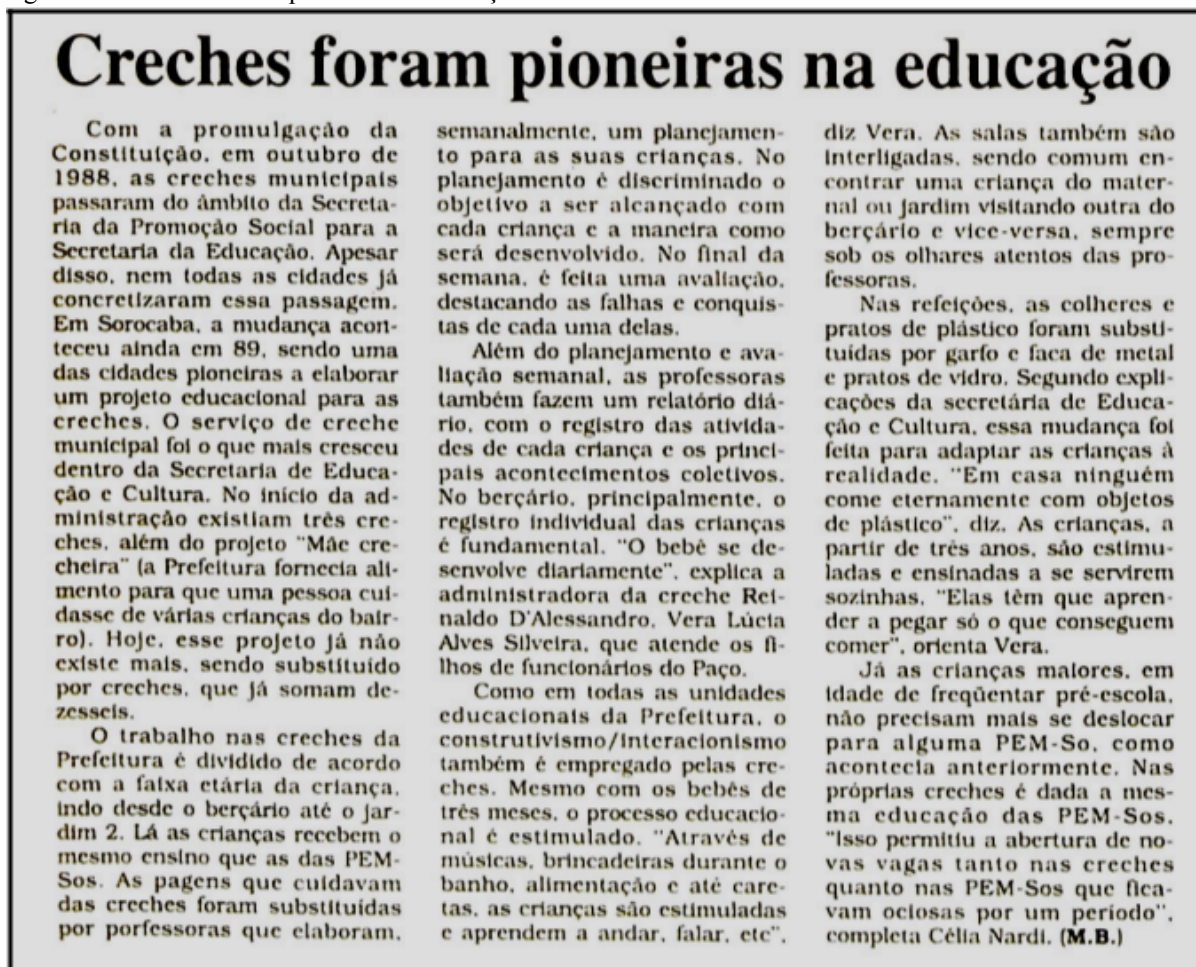 Creches foram pioneiras na educação
Com a promulgação da
Constituição, em outubro de
1988, as creches municipais
passaram do âmbito da Secreta-
ria da Promoção Social para a
Secretaria da Educação. Apesar
disso, nem todas as cidades já
concretizaram essa passagem.
Em Sorocaba, a mudança acon-
teceu ainda em 89, sendo uma
das cidades pioneiras a elaborar
um projeto educacional para as
creches. O serviço de creche
municipal foi o que mais cresceu
dentro da Secretaria de Educa-
ção e Cultura. No início da ad-
ministração existiam três cre-
ches, além do projeto "Mãe cre-
cheira" (a Prefeitura fornecia ali-
mento para que uma pessoa cui-
dasse de várias crianças do bair-
ro). Hoje, esse projeto já não
existe mais, sendo substituído
por creches, que já somam de-
zesseis.
O trabalho nas creches da
Prefeitura é dividido de acordo
com a faixa etária da criança,
indo desde o berçário até o jar-
dim 2. Lá as crianças recebem o
mesmo ensino que as das PEM-
Sos. As pagens que cuidavam
das creches foram substituídas
por porfessoras que elaboram,
semanalmente, um planejamen-
to para as suas crianças. No
planejamento é discriminado o
objetivo a ser alcançado com
cada criança e a maneira como
será desenvolvido. No final da
semana, é feita uma avaliação,
destacando as falhas e conquis-
tas de cada uma delas.
Além do planejamento e ava-
liação semanal, as professoras
também fazem um relatório diá-
rio, com o registro das ativida-
des de cada criança e os princi-
pais acontecimentos coletivos.
No berçário, principalmente, o
registro individual das crianças
é fundamental. "O bebê se de-
senvolve diariamente", explica a
administradora da creche Rei-
naldo D'Alessandro, Vera Lúcia
Alves Silveira, que atende os fi-
lhos de funcionários do Paço.
Como em todas as unidades
educacionais da Prefeitura, o
construtivismo/interacionismo
também é empregado pelas cre-
ches. Mesmo com os bebês de
três meses, o processo educacio-
nal é estimulado. "Através de
músicas, brincadeiras durante o
banho, alimentação e até care-
tas, as crianças são estimuladas
e aprendem a andar, falar, etc",
diz Vera. As salas também são
interligadas, sendo comum en-
contrar uma criança do mater-
nal ou jardim visitando outra do
berçário e vice-versa, sempre
sob os olhares atentos das pro-
fessoras.
Nas refeições, as colheres e
pratos de plástico foram substi-
tuídas por garfo e faca de metal
e pratos de vidro. Segundo expli-
cações da secretária de Educa-
ção e Cultura, essa mudança foi
feita para adaptar as crianças à
realidade. "Em casa ninguém
come eternamente com objetos
de plástico", diz. As crianças, a
partir de três anos, são estimu-
ladas e ensinadas a se servirem
sozinhas. "Elas têm que apren-
der a pegar só o que conseguem
comer", orienta Vera.
Já as crianças maiores, em
idade de freqüentar pré-escola,
não precisam mais se deslocar
para alguma PEM-So, como
acontecia anteriormente. Nas
próprias creches é dada a mes-
ma educação das PEM-Sos.
"Isso permitiu a abertura de no-
vas vagas tanto nas creches
quanto nas PEM-Sos que fica-
vam ociosas por um período",
completa Célia Nardi. (M.B.)